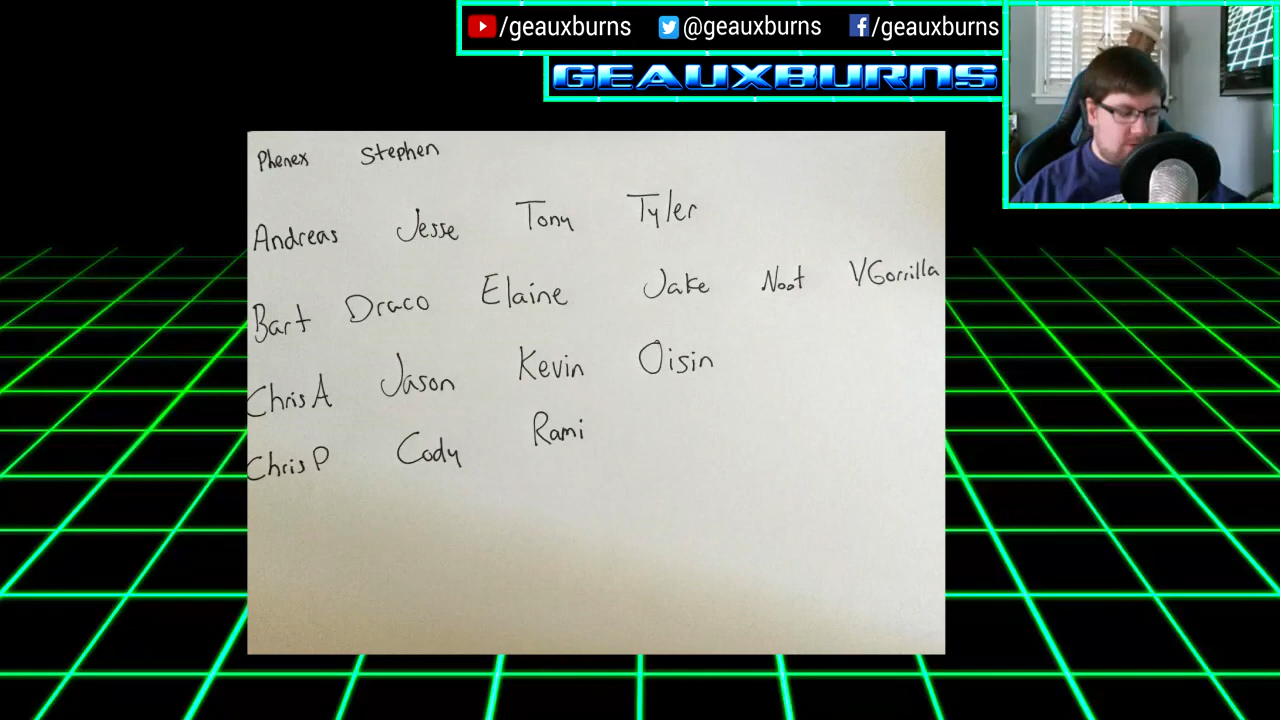 /geauxburns @geauxburns /geauxburns
GEAUXBURNS
Phenex Stephen
Andreas Jesse Tony Tyler
Bart Draco Elaine Jake Noot VGorrilla
Chris A Jason Kevin Oisin
Chris P Cody Rami